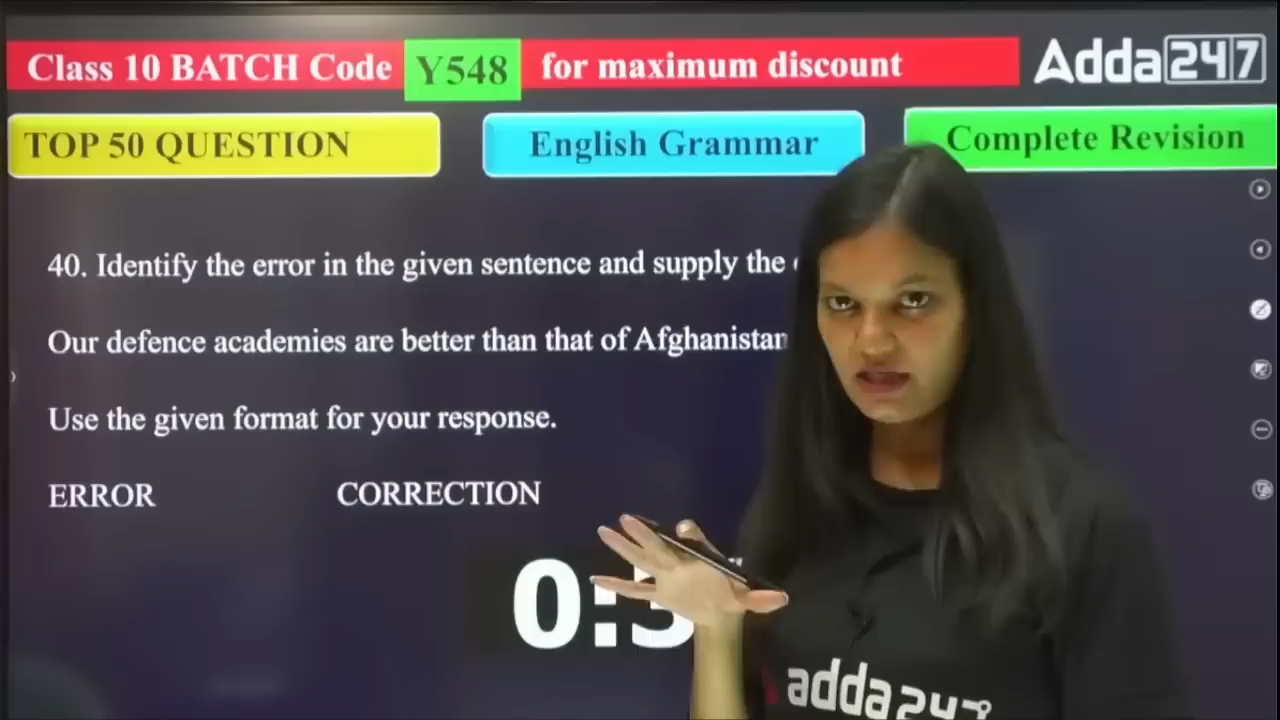 Class 10 BATCH Code Y548 for maximum discount
Adda247
TOP 50 QUESTION
English Grammar
Complete Revision
40. Identify the error in the given sentence and supply the
Our defence academies are better than that of Afghanistan
Use the given format for your response.
ERROR CORRECTION
0:3
adda247